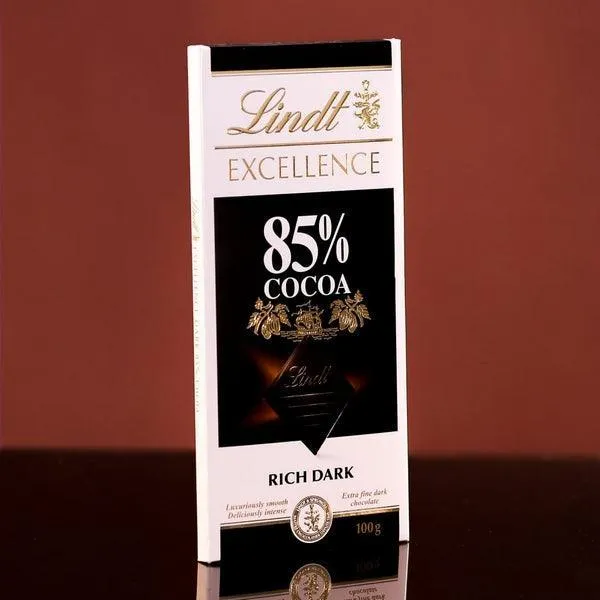 Lindt
EXCELLENCE
85%
COCOA
Lindt
RICH DARK
Luxuriously smooth
Deliciously intense
Extra fine dark
chocolate
100g